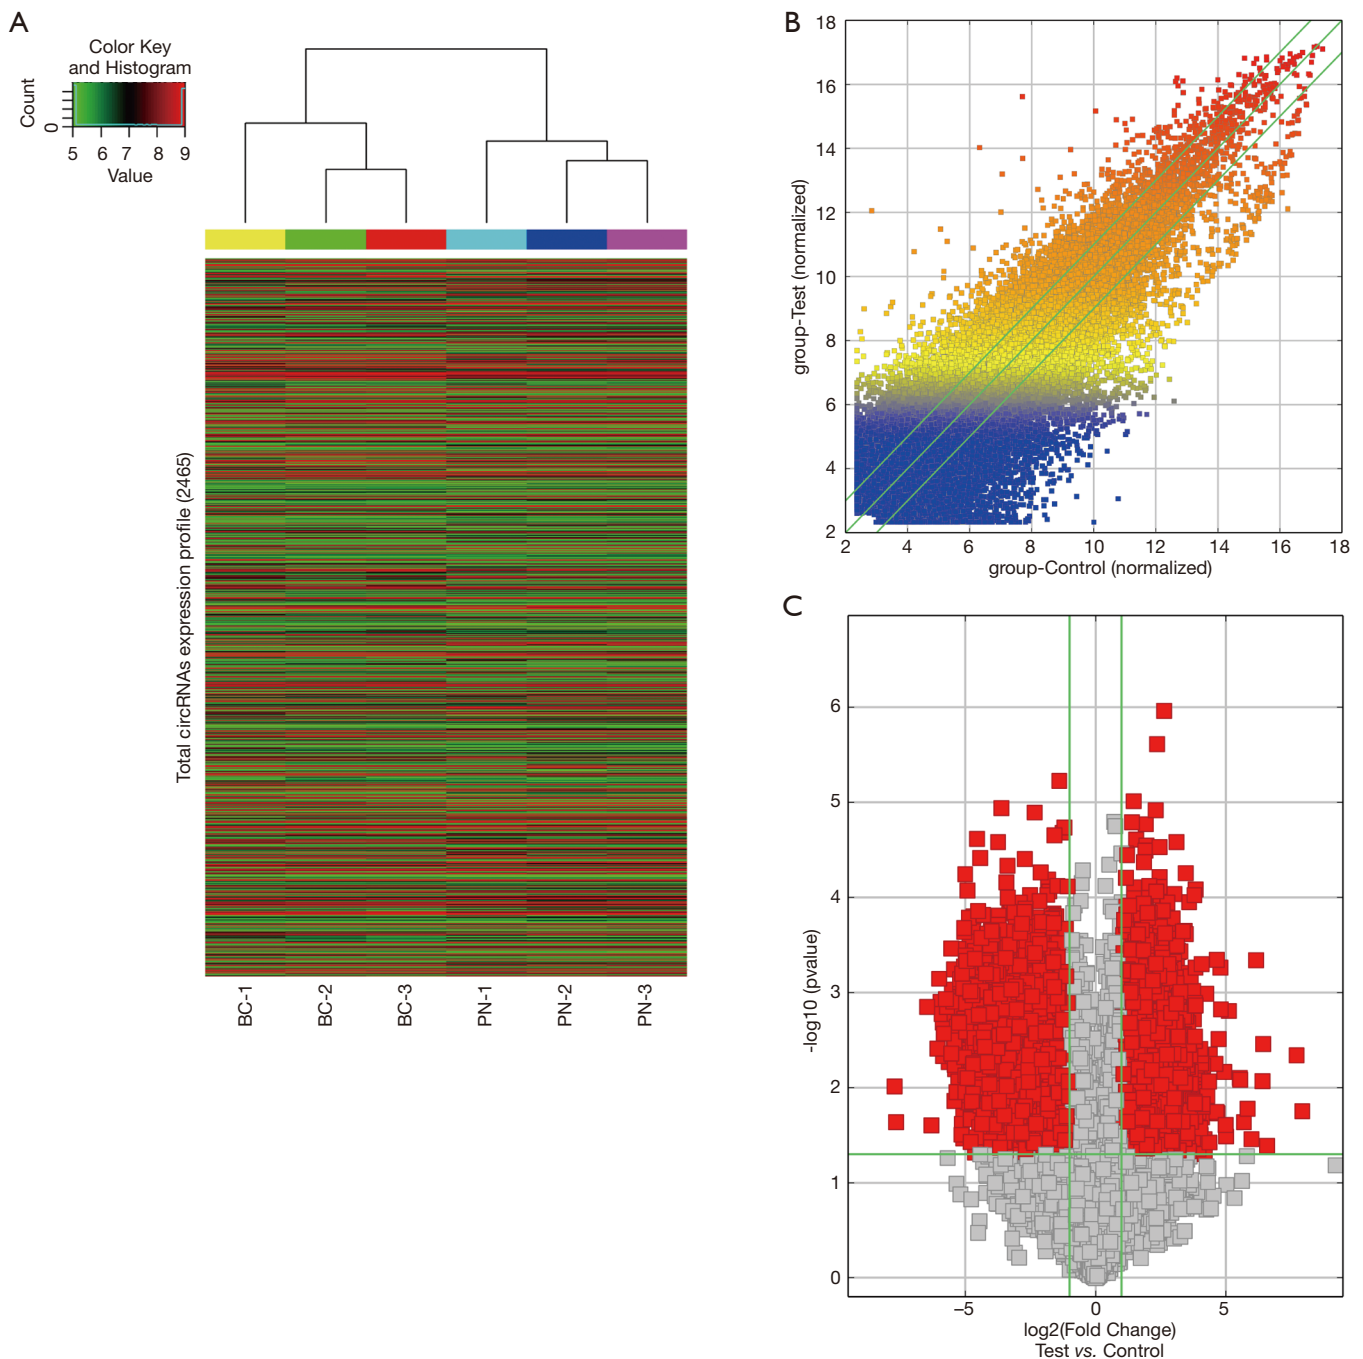 A
Color Key
and Histogram
Count
0
5 6 7 8 9
Value
Total circRNAs expression profile (2465)
BC-1 BC-2 BC-3 PN-1 PN-2 PN-3
B
18
16
14
12
10
8
6
4
2
group-Test (normalized)
2 4 6 8 10 12 14 16 18
group-Control (normalized)
C
6
5
4
3
2
1
0
-log10 (pvalue)
–5 0 5
log2(Fold Change)
Test vs. Control